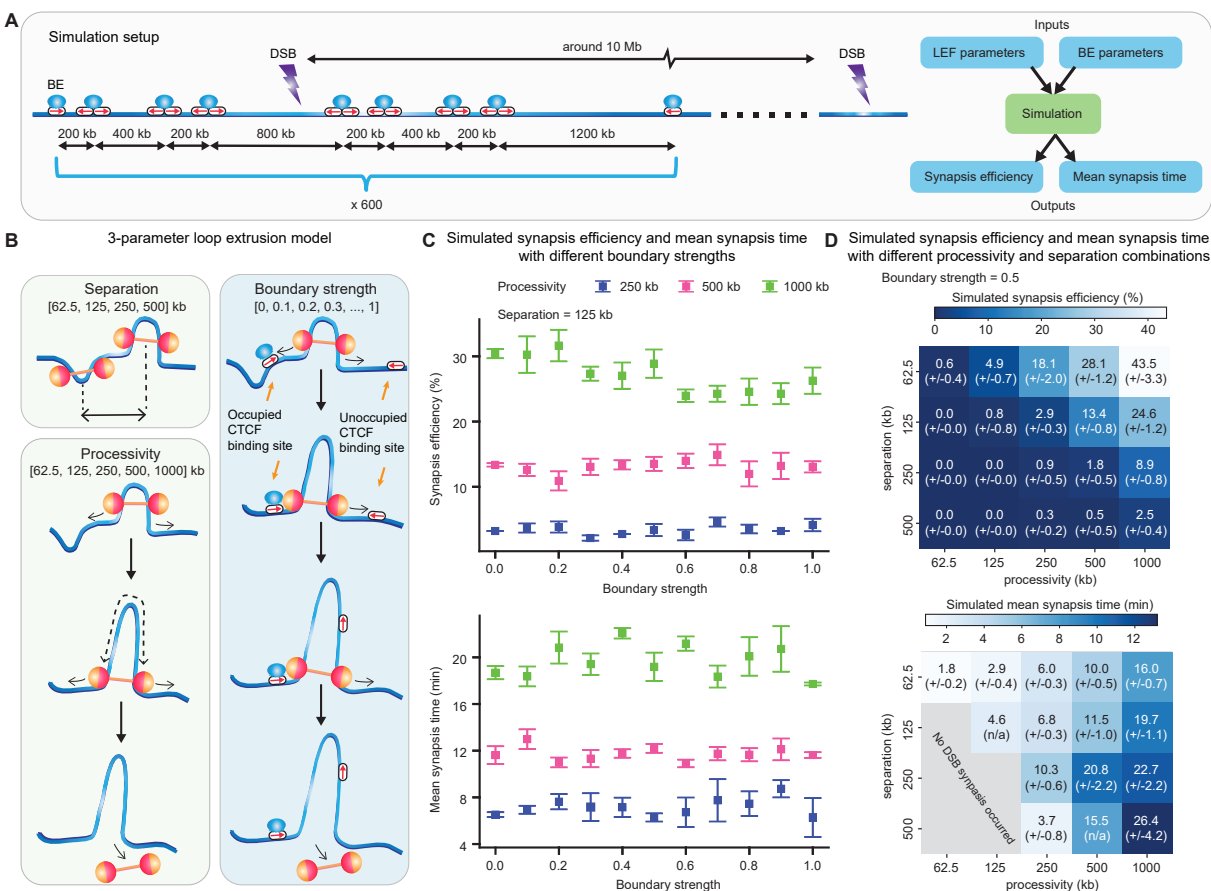 A
Simulation setup
DSB
around 10 Mb
DSB
BE
200 kb
400 kb
200 kb
800 kb
200 kb
400 kb
200 kb
1200 kb
x 600
Inputs
LEF parameters
BE parameters
Simulation
Synapsis efficiency
Mean synapsis time
Outputs
B
3-parameter loop extrusion model
Separation
[62.5, 125, 250, 500] kb
Processivity
[62.5, 125, 250, 500, 1000] kb
Boundary strength
[0, 0.1, 0.2, 0.3, ..., 1]
Occupied
CTCF
binding site
Unoccupied
CTCF
binding site
C
Simulated synapsis efficiency and mean synapsis time
with different boundary strengths
Processivity
250 kb
500 kb
1000 kb
Separation = 125 kb
Synapsis efficiency (%)
30
20
10
0.0
0.2
0.4
0.6
0.8
1.0
Boundary strength
Mean synapsis time (min)
20
16
12
8
4
0.0
0.2
0.4
0.6
0.8
1.0
Boundary strength
D
Simulated synapsis efficiency and mean synapsis time
with different processivity and separation combinations
Boundary strength = 0.5
Simulated synapsis efficiency (%)
0
10
20
30
40
separation (kb)
62.5
0.6
(+/-0.4)
4.9
(+/-0.7)
18.1
(+/-2.0)
28.1
(+/-1.2)
43.5
(+/-3.3)
125
0.0
(+/-0.0)
0.8
(+/-0.8)
2.9
(+/-0.3)
13.4
(+/-0.8)
24.6
(+/-1.2)
250
0.0
(+/-0.0)
0.0
(+/-0.0)
0.9
(+/-0.5)
1.8
(+/-0.5)
8.9
(+/-0.8)
500
0.0
(+/-0.0)
0.0
(+/-0.0)
0.3
(+/-0.2)
0.5
(+/-0.5)
2.5
(+/-0.4)
62.5
125
250
500
1000
processivity (kb)
Simulated mean synapsis time (min)
2
4
6
8
10
12
separation (kb)
62.5
1.8
(+/-0.2)
2.9
(+/-0.4)
6.0
(+/-0.3)
10.0
(+/-0.5)
16.0
(+/-0.7)
125
4.6
(n/a)
6.8
(+/-0.3)
11.5
(+/-1.0)
19.7
(+/-1.1)
250
10.3
(+/-0.6)
20.8
(+/-2.2)
22.7
(+/-2.2)
500
3.7
(+/-0.8)
15.5
(n/a)
26.4
(+/-4.2)
No DSB synpasis occurred
62.5
125
250
500
1000
processivity (kb)